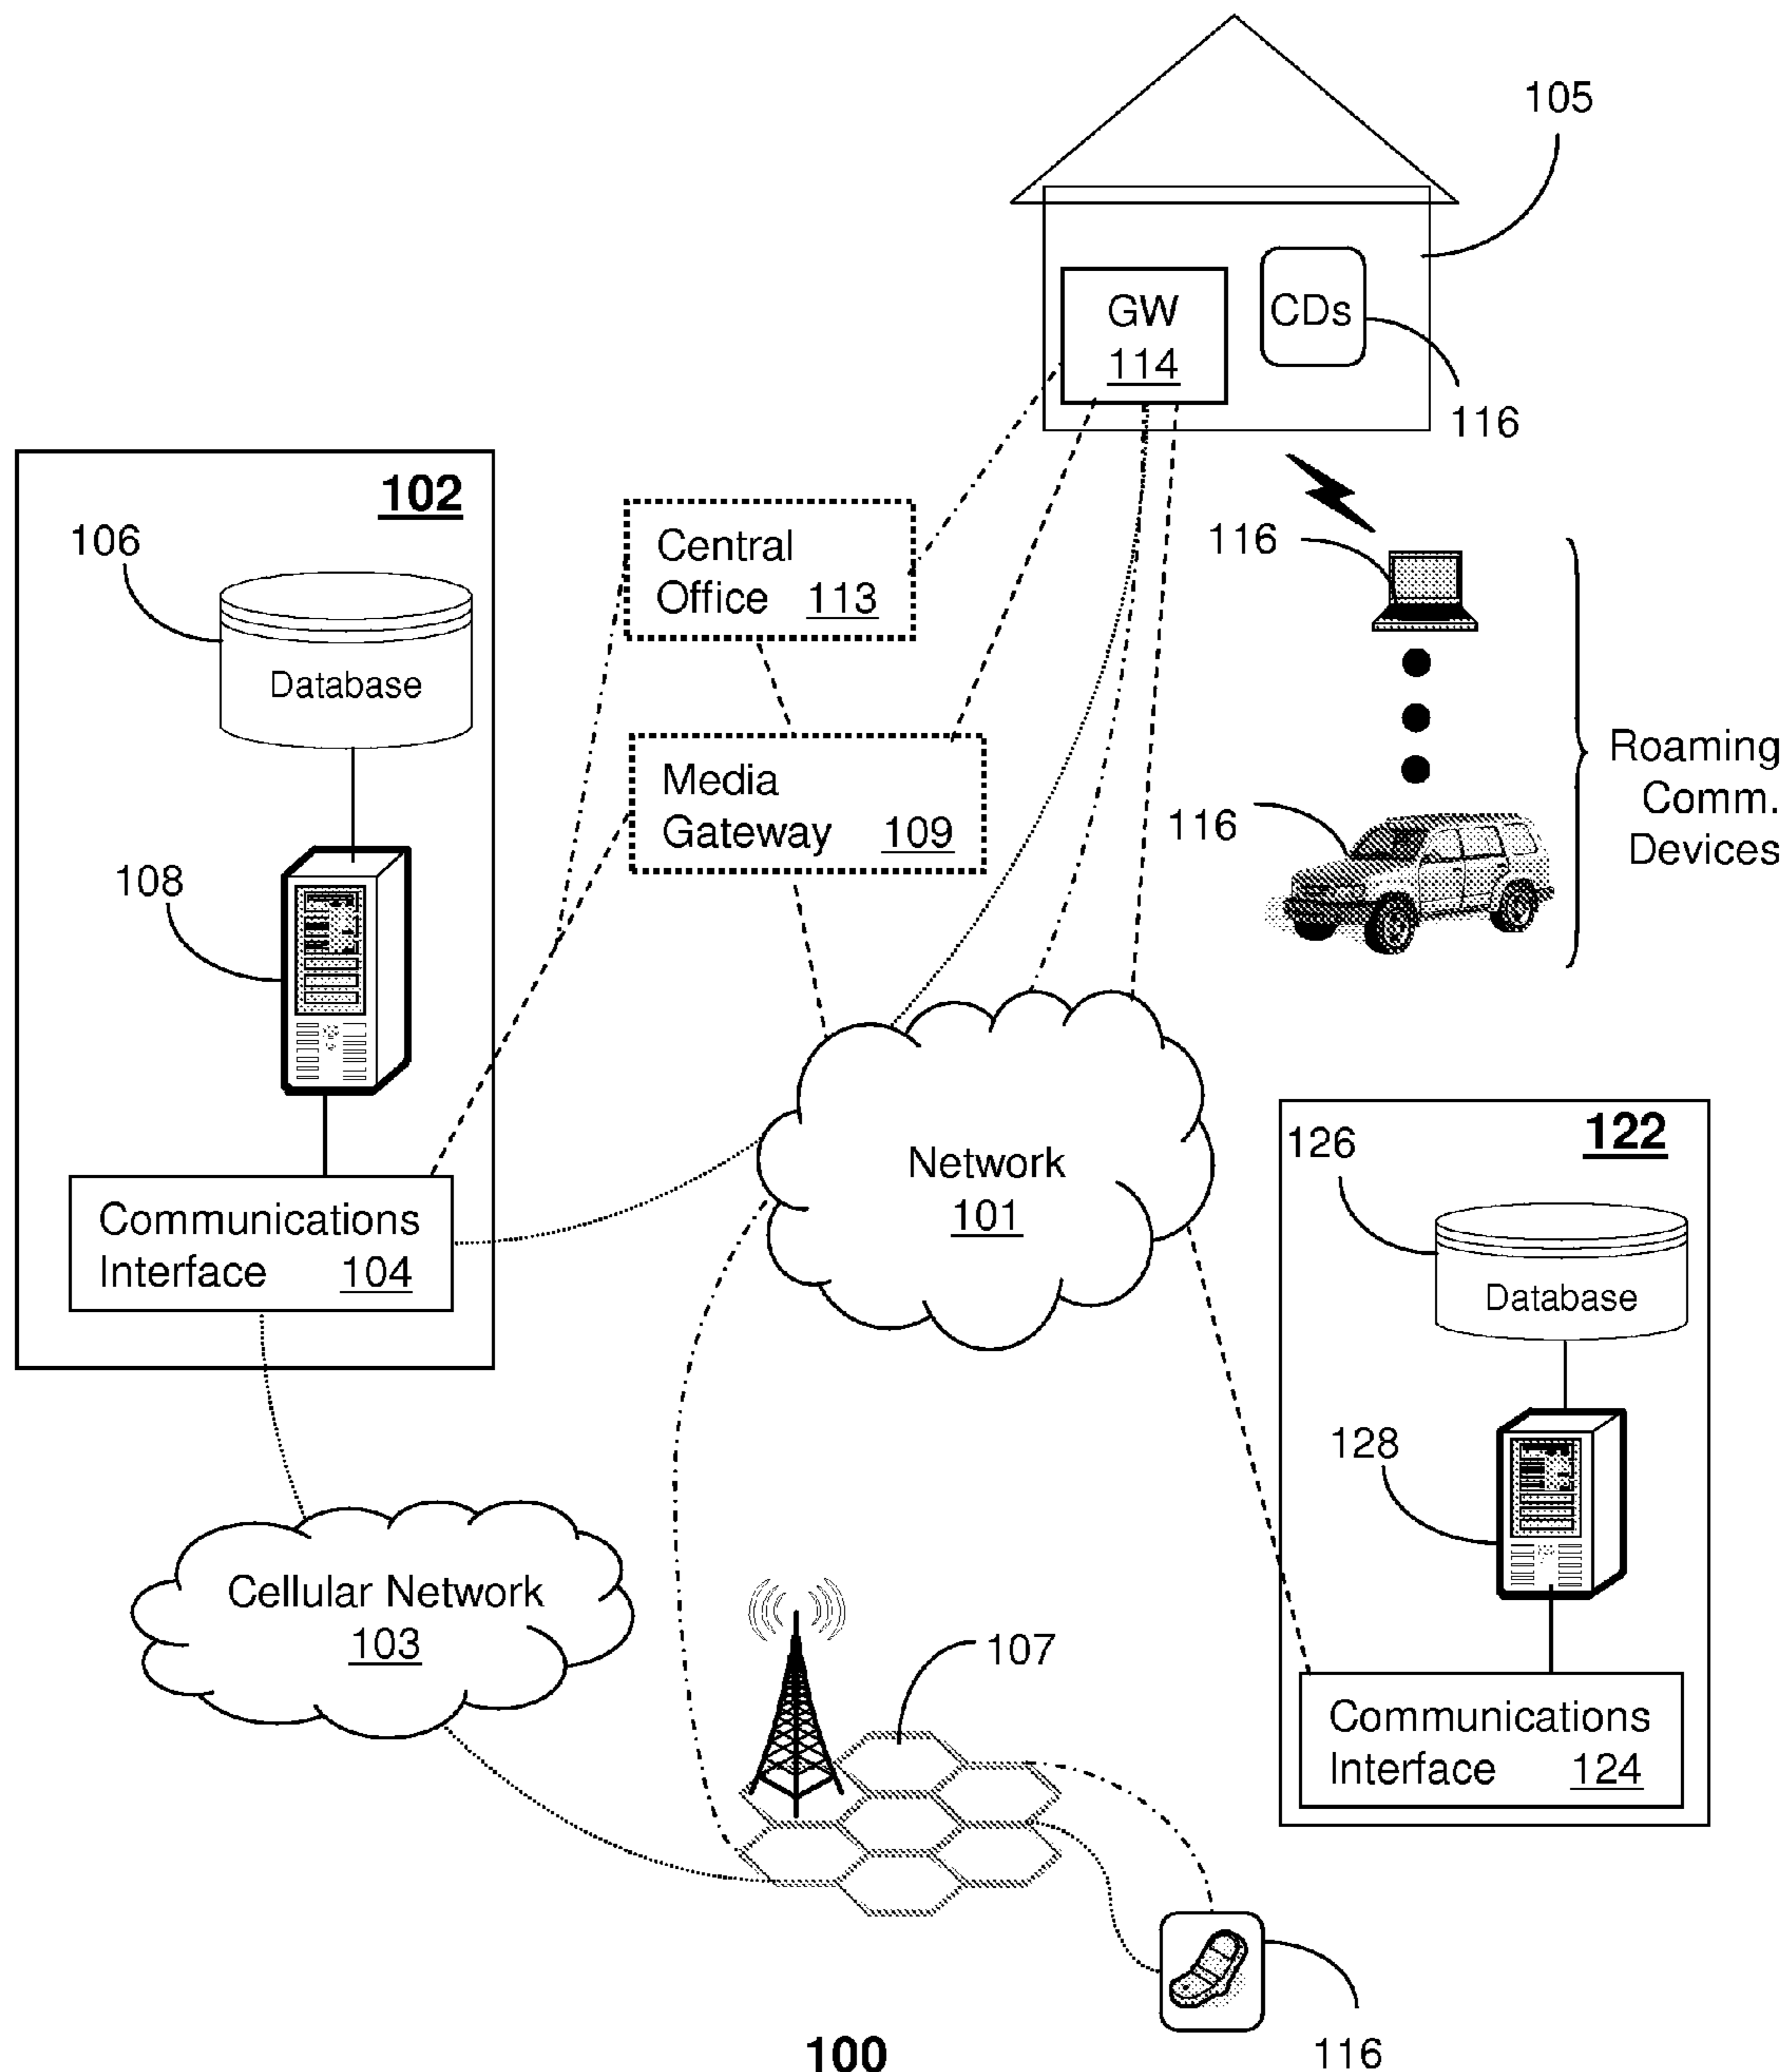 105
GW
114
CDs
116
102
106
Database
108
Central
Office 113
Media
Gateway 109
116
116
Roaming
Comm.
Devices
Communications
Interface 104
Network
101
122
126
Database
128
Cellular Network
103
107
Communications
Interface 124
116
100